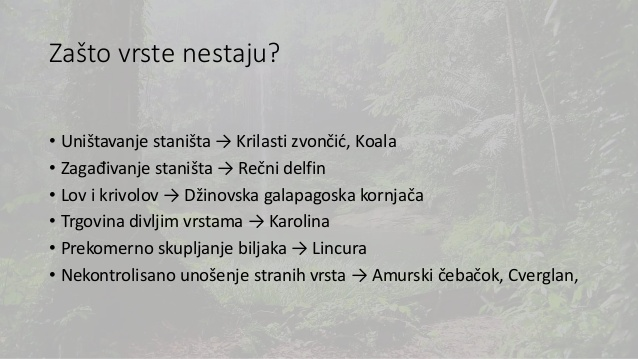 Zašto vrste nestaju?
• Uništavanje staništa → Krilasti zvončić, Koala
• Zagađivanje staništa → Rečni delfin
• Lov i krivolov → Džinovska galapagoska kornjača
• Trgovina divljim vrstama → Karolina
• Prekomerno skupljanje biljaka → Lincura
• Nekontrolisano unošenje stranih vrsta → Amurski čebačok, Cverglan,